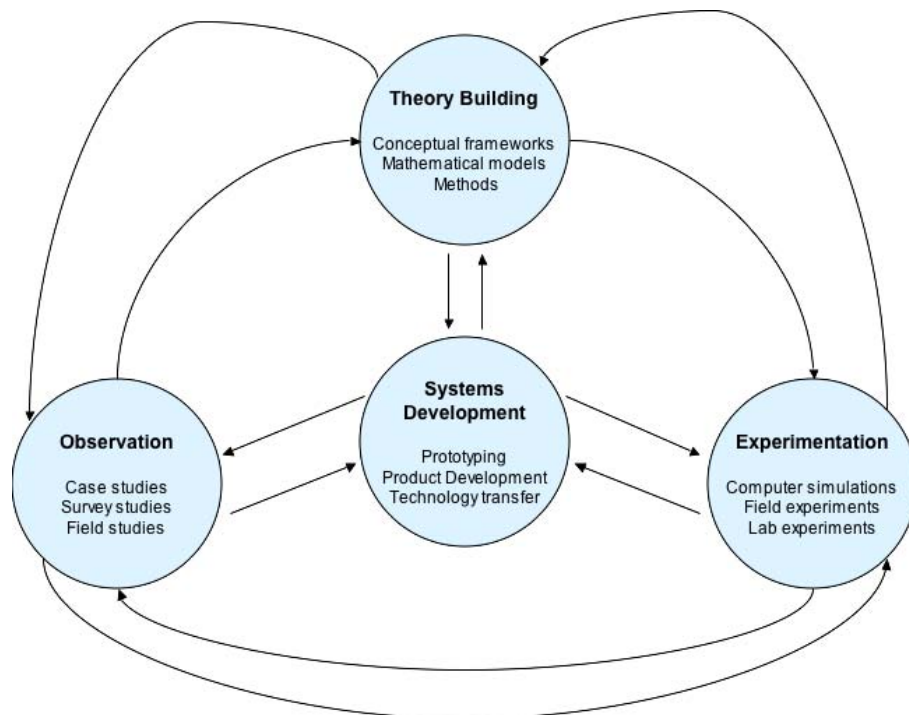 Theory Building
Conceptual frameworks
Mathematical models
Methods
Systems
Development
Prototyping
Product Development
Technology transfer
Observation
Case studies
Survey studies
Field studies
Experimentation
Computer simulations
Field experiments
Lab experiments